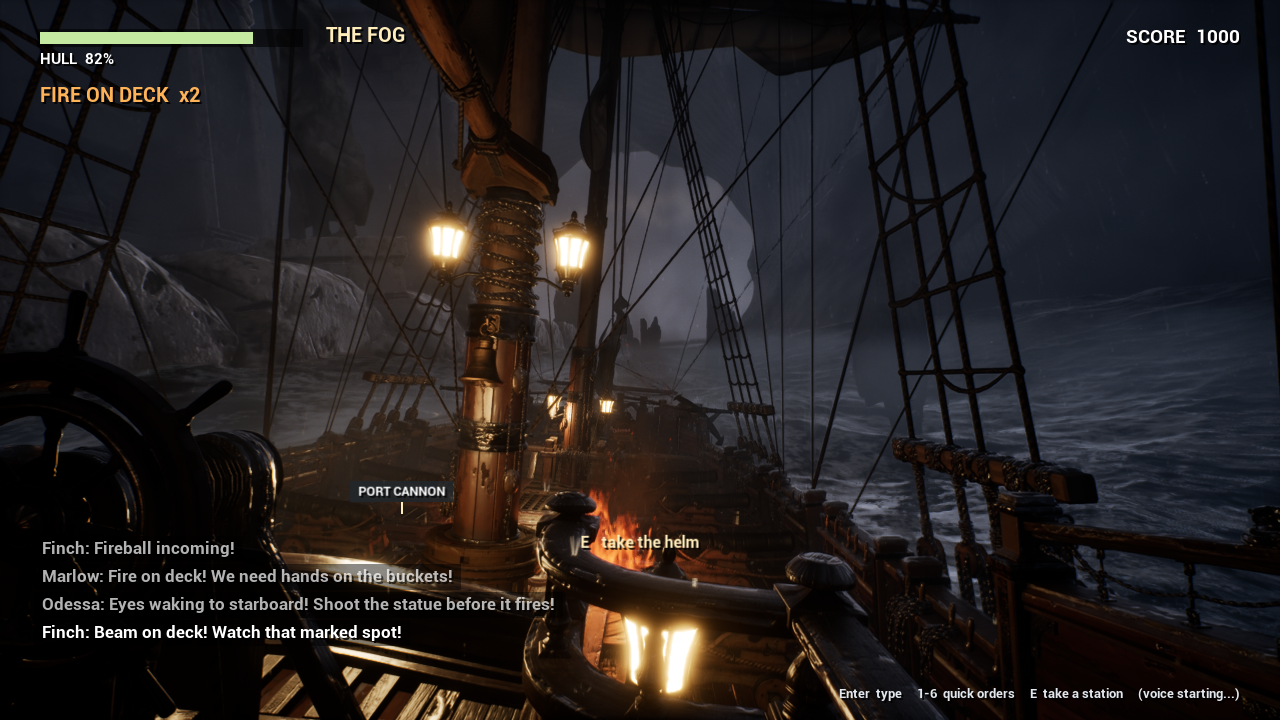 THE FOG
SCORE 1000
HULL 82%
FIRE ON DECK x2
PORT CANNON
E take the helm
Finch: Fireball incoming!
Marlow: Fire on deck! We need hands on the buckets!
Odessa: Eyes waking to starboard! Shoot the statue before it fires!
Finch: Beam on deck! Watch that marked spot!
Enter type 1-6 quick orders E take a station (voice starting...)